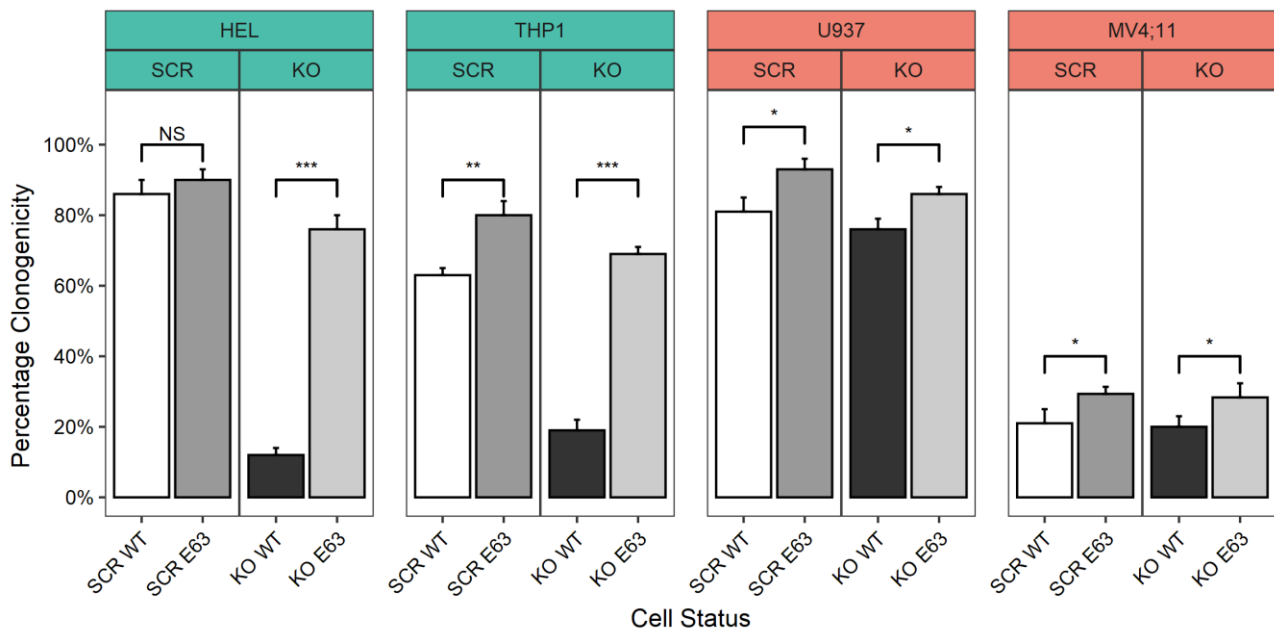 HEL THP1 U937 MV4;11
SCR KO SCR KO SCR KO SCR KO
Percentage Clonogenicity
100%
80%
60%
40%
20%
0%
NS
***
**
***
*
*
*
*
SCR WT SCR E63 KO WT KO E63 SCR WT SCR E63 KO WT KO E63 SCR WT SCR E63 KO WT KO E63 SCR WT SCR E63 KO WT KO E63
Cell Status